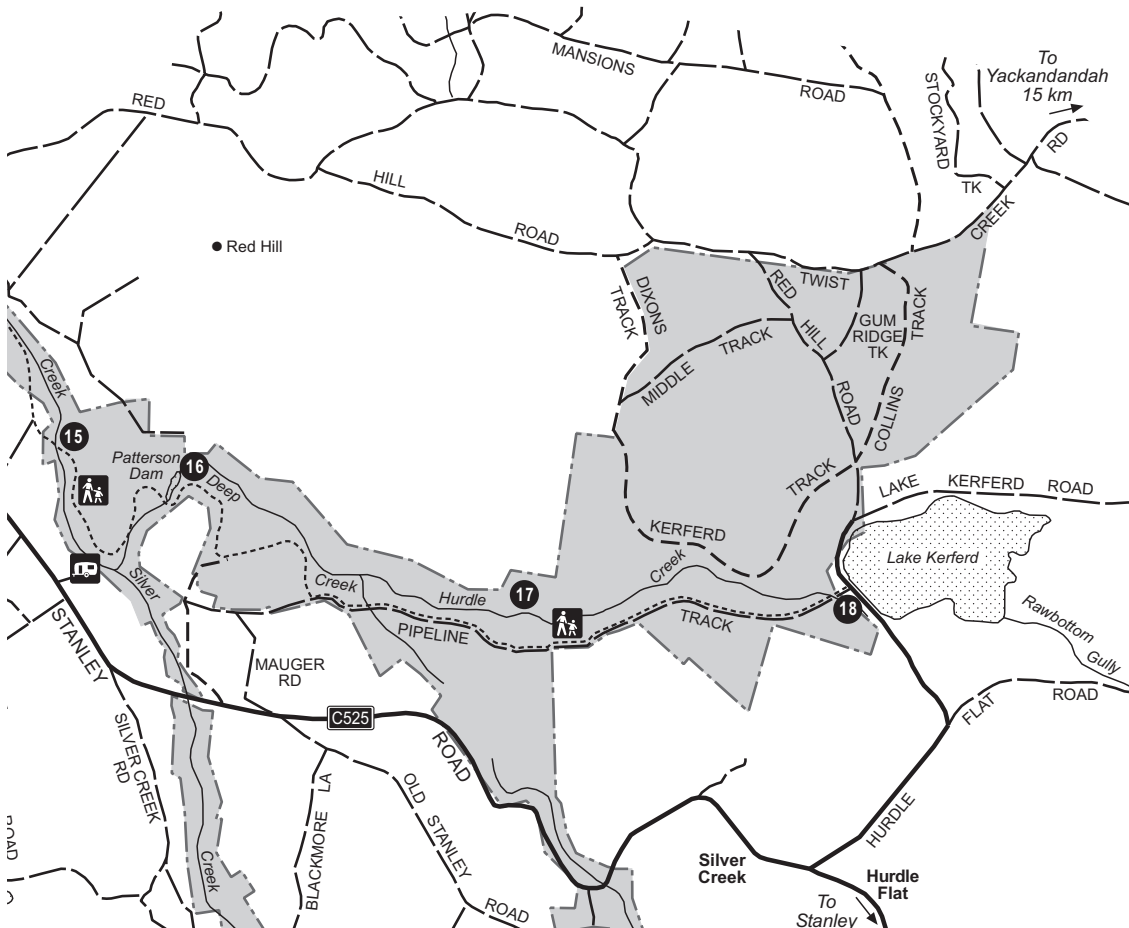 MANSIONS
ROAD
To
Yackandandah
15 km
STOCKYARD
TK
RD
CREEK
TWIST
RED
HILL
ROAD
Red Hill
DIXONS
TRACK
RED
HILL
ROAD
GUM
RIDGE
TK
COLLINS
TRACK
MIDDLE
TRACK
Creek
15
Patterson
Dam
16
Deep
Creek
KERFERD
TRACK
LAKE
KERFERD
ROAD
Lake Kerferd
Rawbottom
Gully
Hurdle
Creek
17
18
PIPELINE
TRACK
Silver
Creek
STANLEY
ROAD
C525
MAUGER
RD
SILVER CREEK
RD
BLACKMORE
LA
OLD
STANLEY
ROAD
FLAT
ROAD
HURDLE
Silver
Creek
Hurdle
Flat
To
Stanley
ROAD